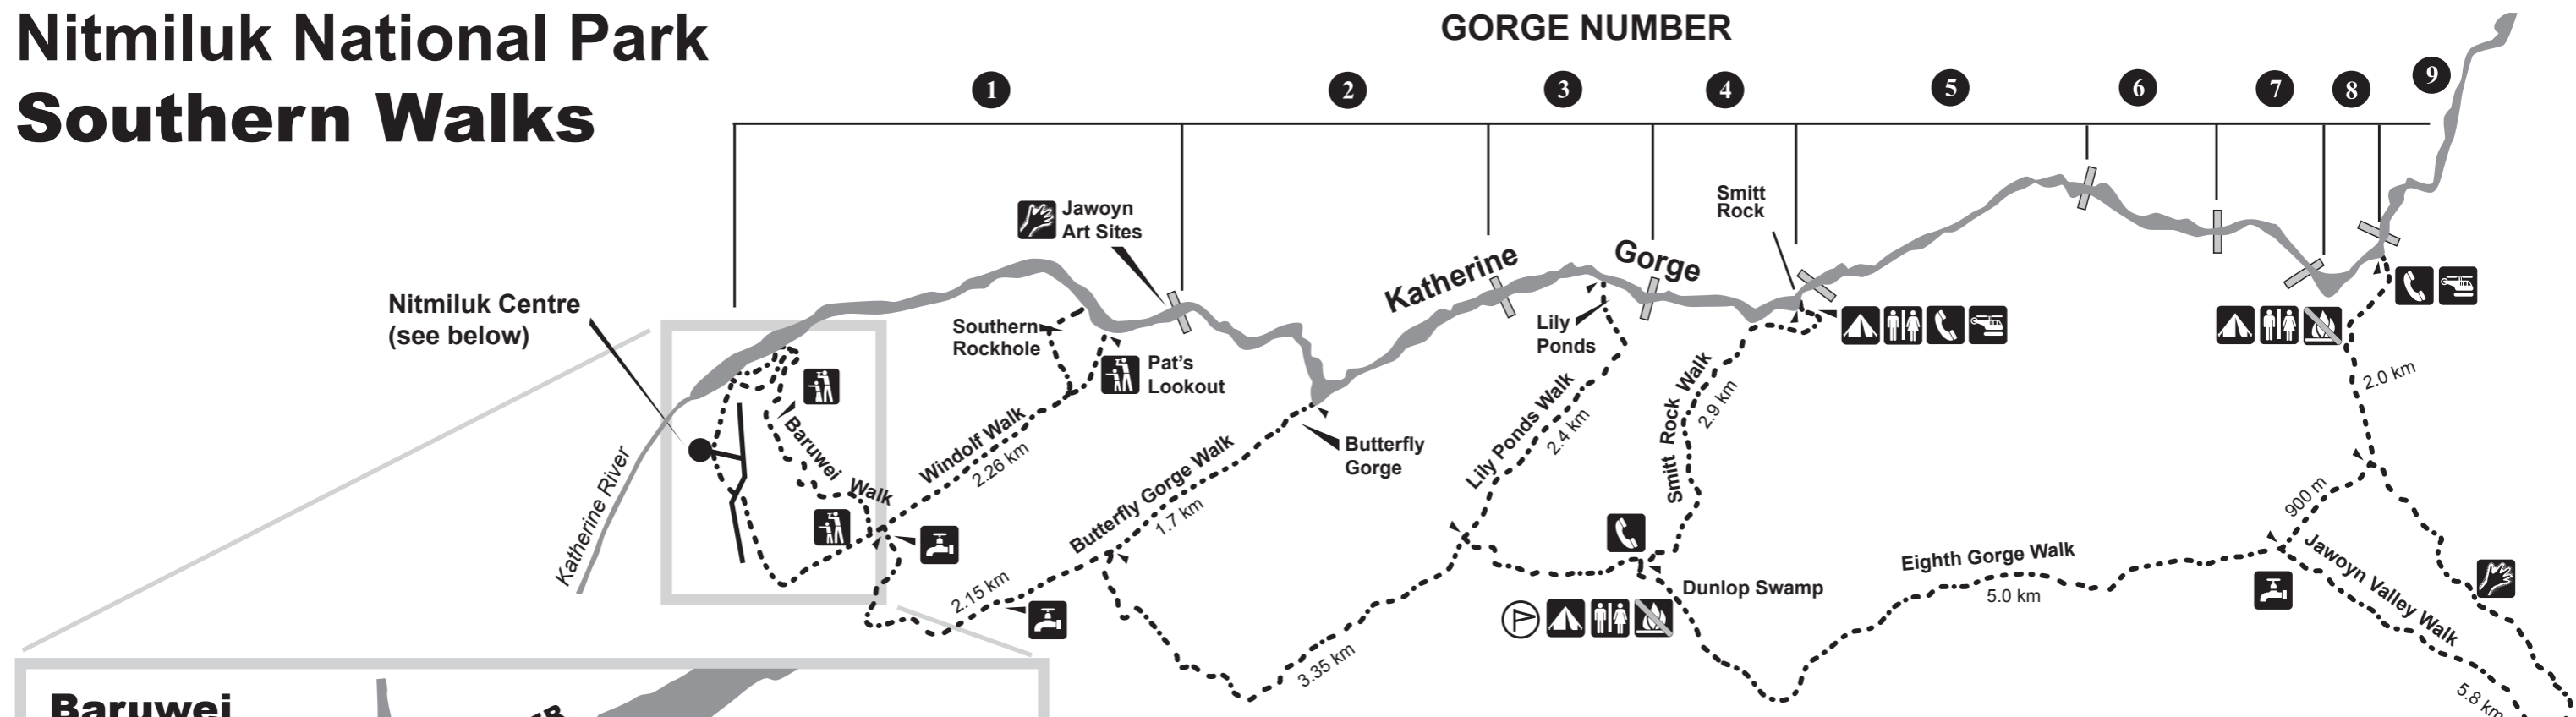 Nitmiluk National Park
Southern Walks
GORGE NUMBER
1
2
3
4
5
6
7
8
9
Smitt
Rock
Jawoyn
Art Sites
Katherine
Gorge
Nitmiluk Centre
(see below)
Southern
Rockhole
Lily
Ponds
Pat's
Lookout
2.0 km
Baruwei
Walk
Windolf Walk
2.26 km
Butterfly
Gorge
Lily Ponds Walk
2.4 km
Smitt Rock Walk
2.9 km
Katherine River
Butterfly Gorge Walk
1.7 km
900 m
Eighth Gorge Walk
5.0 km
Jawoyn Valley Walk
Dunlop Swamp
2.15 km
3.35 km
5.8 km
Baruwei